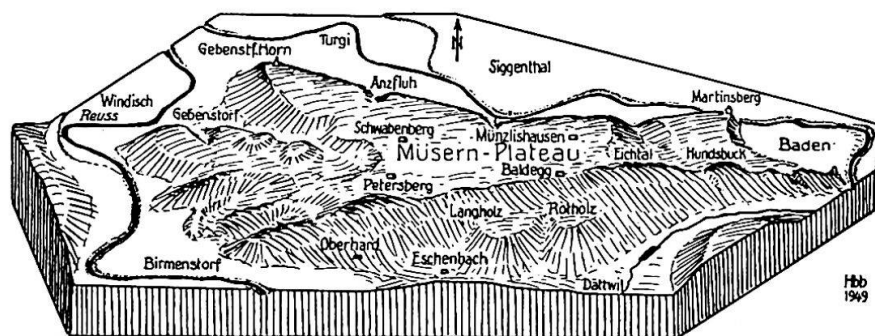 Gebenstf. Horn
Turgi
N
Siggenthal
Windisch
Reuss
Anzfluh
Martinsberg
Gebenstorf
Schwabenberg
Münzlishausen
Müsern-Plateau
Eichtal
Hundsbuck
Baden
Petersberg
Baldegg
Langholz
Rotholz
Oberhard
Birmenstorf
Eschenbach
Dättwil
Hbb
1949